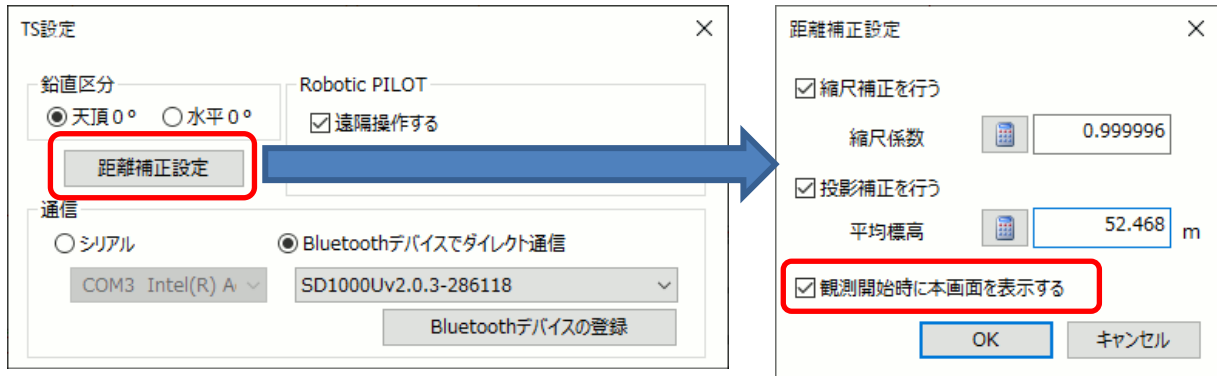 TS設定
鉛直区分
天頂0° 水平0°
Robotic PILOT
遠隔操作する
距離補正設定
通信
シリアル
Bluetoothデバイスでダイレクト通信
COM3 Intel(R) A
SD1000Uv2.0.3-286118
Bluetoothデバイスの登録
距離補正設定
縮尺補正を行う
縮尺係数 0.999996
投影補正を行う
平均標高 52.468 m
観測開始時に本画面を表示する
OK キャンセル